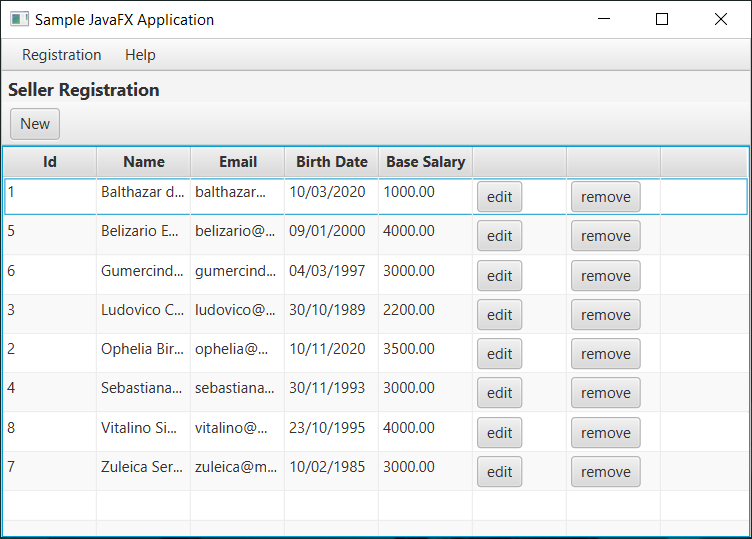 Sample JavaFX Application
Registration Help
Seller Registration
New
Id Name Email Birth Date Base Salary
1 Balthazar d... balthazar... 10/03/2020 1000.00 edit remove
5 Belizario E... belizario@... 09/01/2000 4000.00 edit remove
6 Gumercind... gumercind... 04/03/1997 3000.00 edit remove
3 Ludovico C... ludovico@... 30/10/1989 2200.00 edit remove
2 Ophelia Bir... ophelia@... 10/11/2020 3500.00 edit remove
4 Sebastiana... sebastiana... 30/11/1993 3000.00 edit remove
8 Vitalino Si... vitalino@... 23/10/1995 4000.00 edit remove
7 Zuleica Ser... zuleica@m... 10/02/1985 3000.00 edit remove